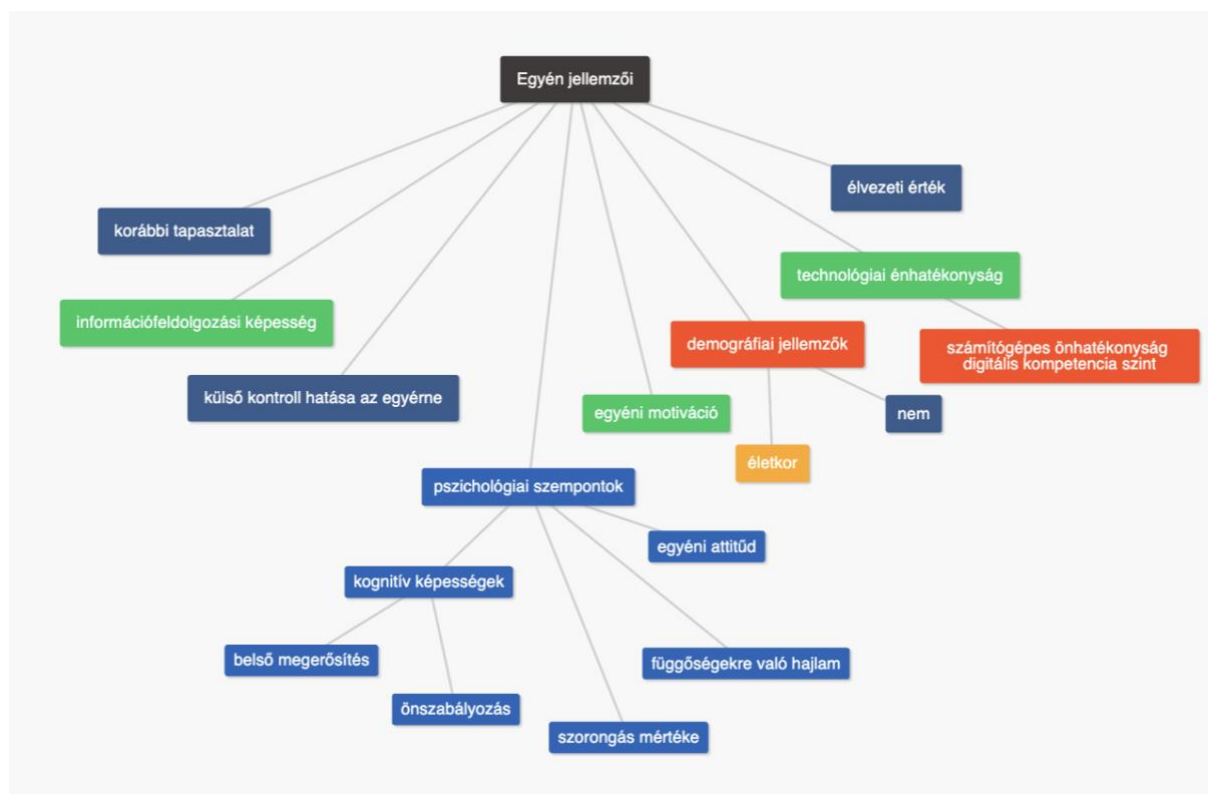 Egyén jellemzői
élvezeti érték
korábbi tapasztalat
technológiai énhatékonyság
információfeldolgozási képesség
demográfiai jellemzők
számítógépes önhatékonyság
digitális kompetencia szint
külső kontroll hatása az egyérne
egyéni motiváció
nem
életkor
pszichológiai szempontok
egyéni attitűd
kognitív képességek
belső megerősítés
függőségekre való hajlam
önszabályozás
szorongás mértéke